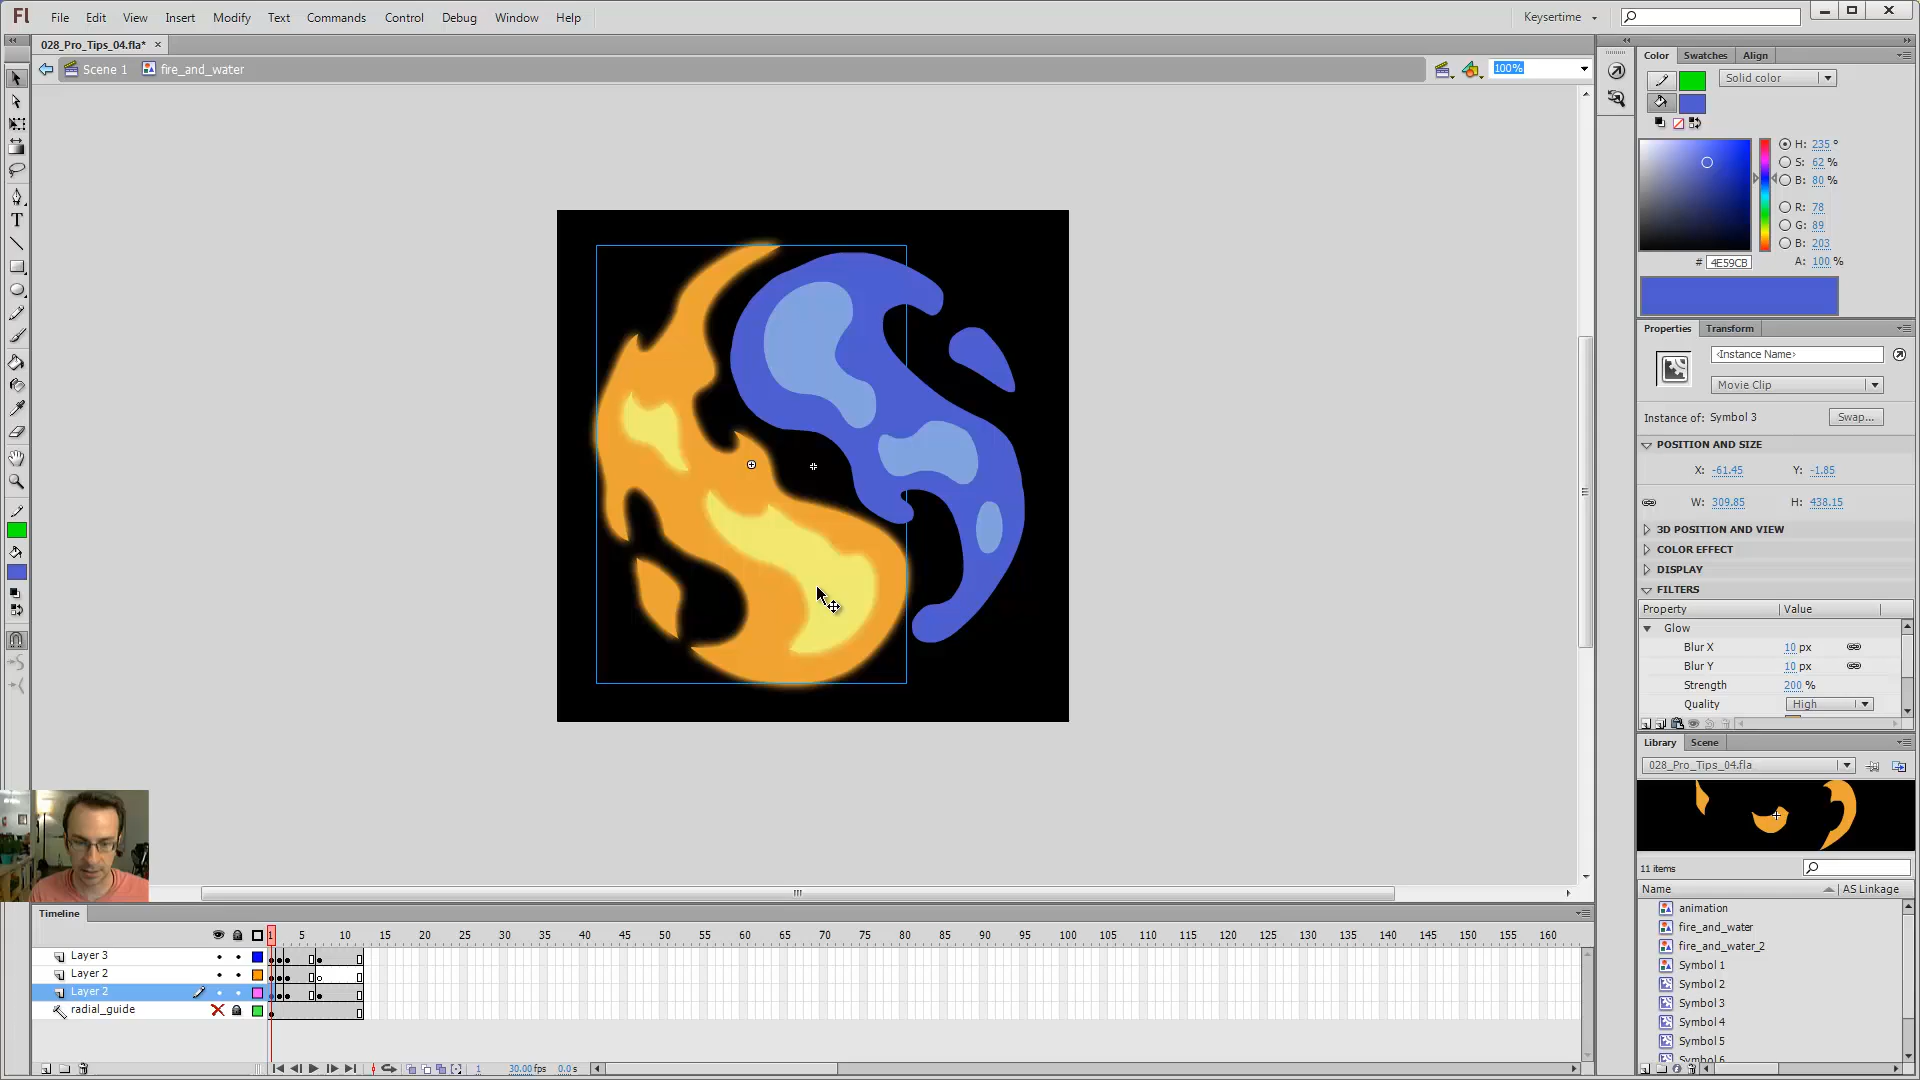 Fl File Edit View Insert Modify Text Commands Control Debug Window Help Keysertime
028_Pro_Tips_04.fla* ×
Scene 1 fire_and_water 100%
Color Swatches Align
Solid color
H: 235 °
S: 62 %
B: 80 %
R: 78
G: 89
B: 203
# 4E59CB A: 100 %
Properties Transform
<Instance Name>
Movie Clip
Instance of: Symbol 3 Swap...
POSITION AND SIZE
X: -61.45 Y: -1.85
W: 309.85 H: 438.15
3D POSITION AND VIEW
COLOR EFFECT
DISPLAY
FILTERS
Property Value
Glow
Blur X 10 px
Blur Y 10 px
Strength 200 %
Quality High
Library Scene
028_Pro_Tips_04.fla
11 items
Name AS Linkage
animation
fire_and_water
fire_and_water_2
Symbol 1
Symbol 2
Symbol 3
Symbol 4
Symbol 5
Symbol 6
Timeline
1 5 10 15 20 25 30 35 40 45 50 55 60 65 70 75 80 85 90 95 100 105 110 115 120 125 130 135 140 145 150 155 160
Layer 3
Layer 2
Layer 2
radial_guide
1 30.00 fps 0.0 s